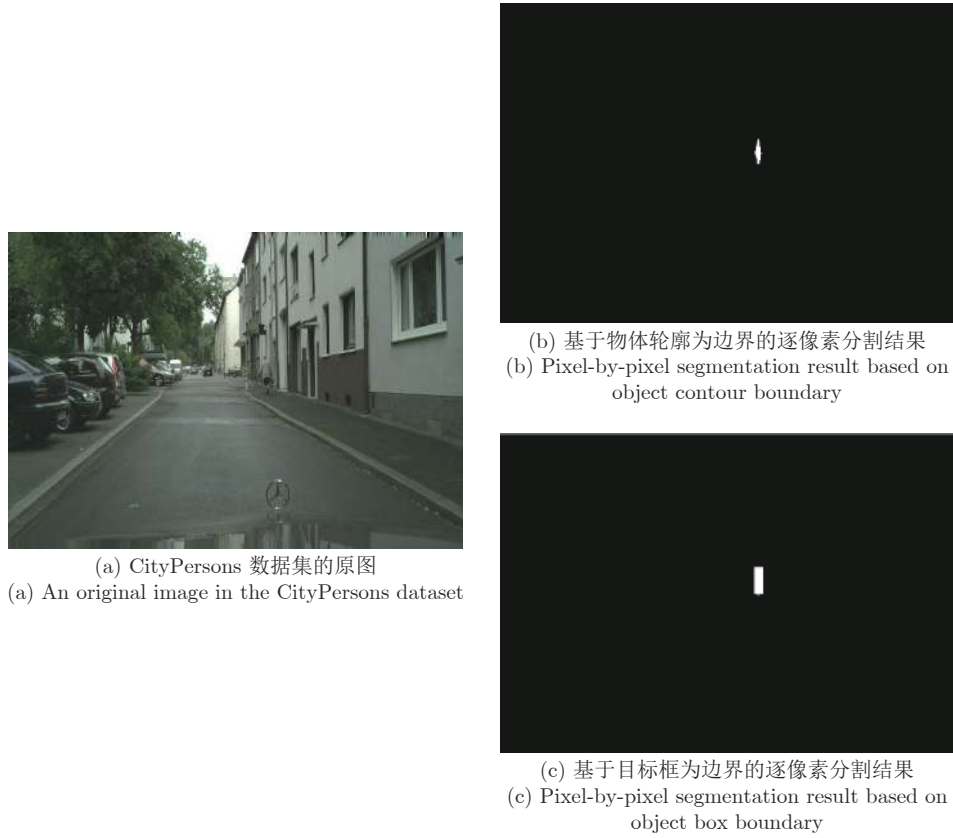 (a) CityPersons 数据集的原图
(a) An original image in the CityPersons dataset
(b) 基于物体轮廓为边界的逐像素分割结果
(b) Pixel-by-pixel segmentation result based on
object contour boundary
(c) 基于目标框为边界的逐像素分割结果
(c) Pixel-by-pixel segmentation result based on
object box boundary